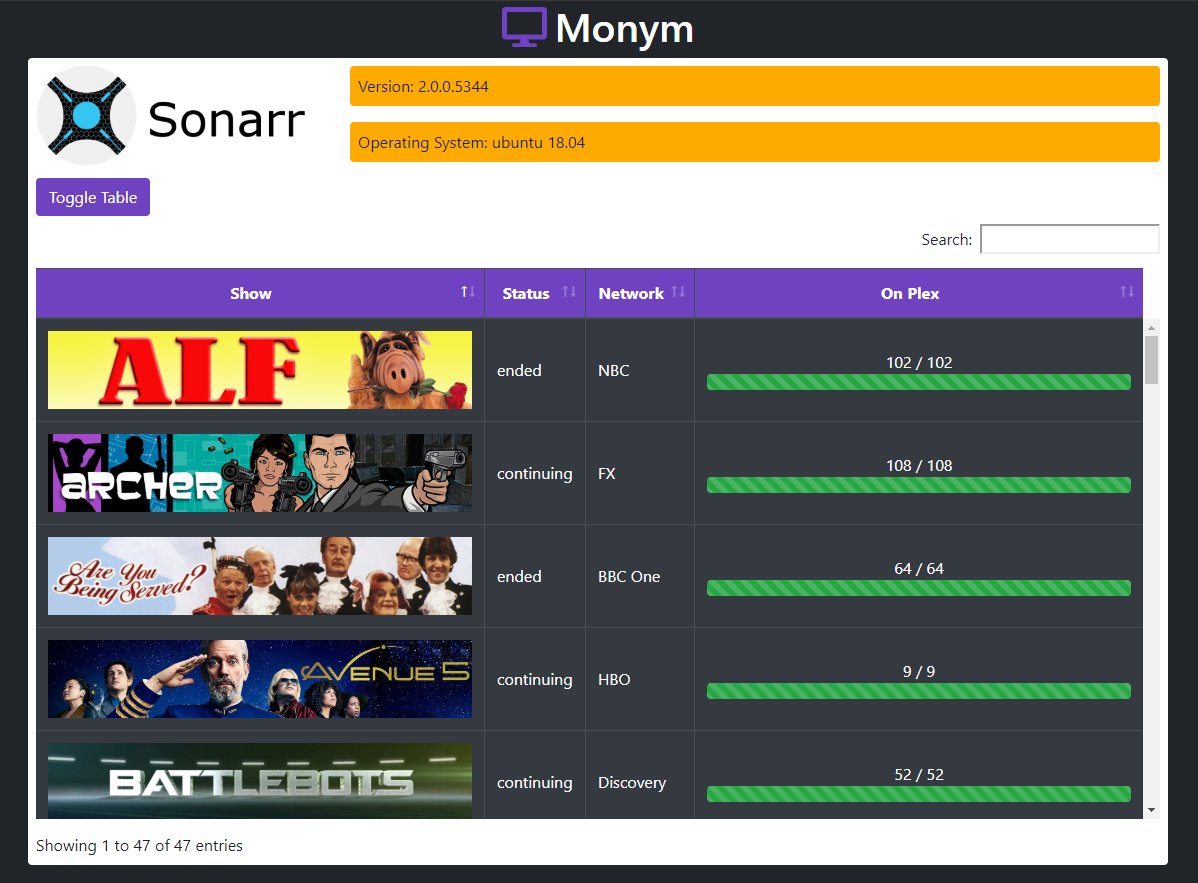 Monym
Sonarr
Version: 2.0.0.5344
Operating System: ubuntu 18.04
Toggle Table
Search:
Show Status Network On Plex
ALF ended NBC 102 / 102
ARCHER continuing FX 108 / 108
Are You Being Served? ended BBC One 64 / 64
AVENUE 5 continuing HBO 9 / 9
BATTLEBOTS continuing Discovery 52 / 52
Showing 1 to 47 of 47 entries